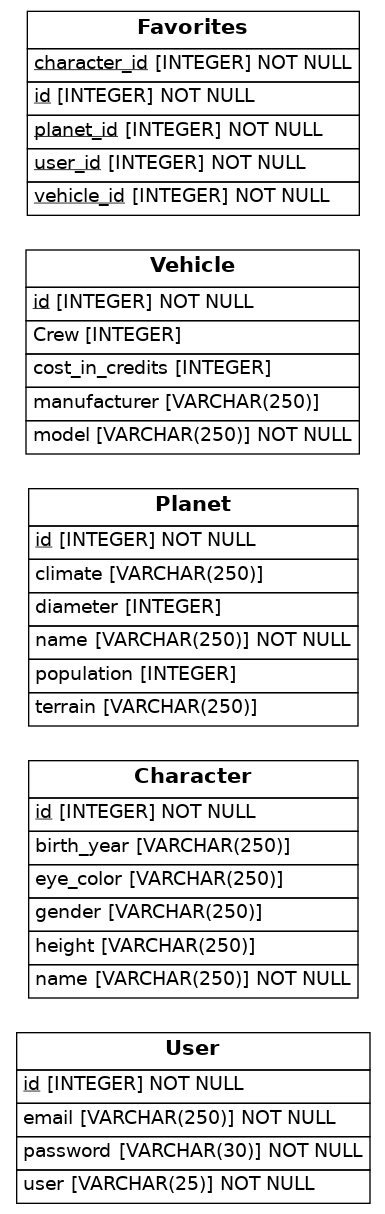 Favorites
character_id [INTEGER] NOT NULL
id [INTEGER] NOT NULL
planet_id [INTEGER] NOT NULL
user_id [INTEGER] NOT NULL
vehicle_id [INTEGER] NOT NULL
Vehicle
id [INTEGER] NOT NULL
Crew [INTEGER]
cost_in_credits [INTEGER]
manufacturer [VARCHAR(250)]
model [VARCHAR(250)] NOT NULL
Planet
id [INTEGER] NOT NULL
climate [VARCHAR(250)]
diameter [INTEGER]
name [VARCHAR(250)] NOT NULL
population [INTEGER]
terrain [VARCHAR(250)]
Character
id [INTEGER] NOT NULL
birth_year [VARCHAR(250)]
eye_color [VARCHAR(250)]
gender [VARCHAR(250)]
height [VARCHAR(250)]
name [VARCHAR(250)] NOT NULL
User
id [INTEGER] NOT NULL
email [VARCHAR(250)] NOT NULL
password [VARCHAR(30)] NOT NULL
user [VARCHAR(25)] NOT NULL